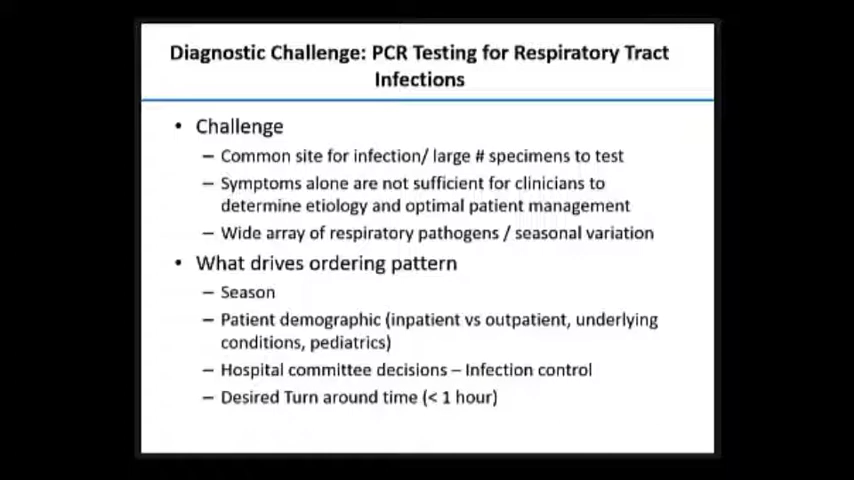 Diagnostic Challenge: PCR Testing for Respiratory Tract
Infections
• Challenge
– Common site for infection/ large # specimens to test
– Symptoms alone are not sufficient for clinicians to
determine etiology and optimal patient management
– Wide array of respiratory pathogens / seasonal variation
• What drives ordering pattern
– Season
– Patient demographic (inpatient vs outpatient, underlying
conditions, pediatrics)
– Hospital committee decisions – Infection control
– Desired Turn around time (< 1 hour)